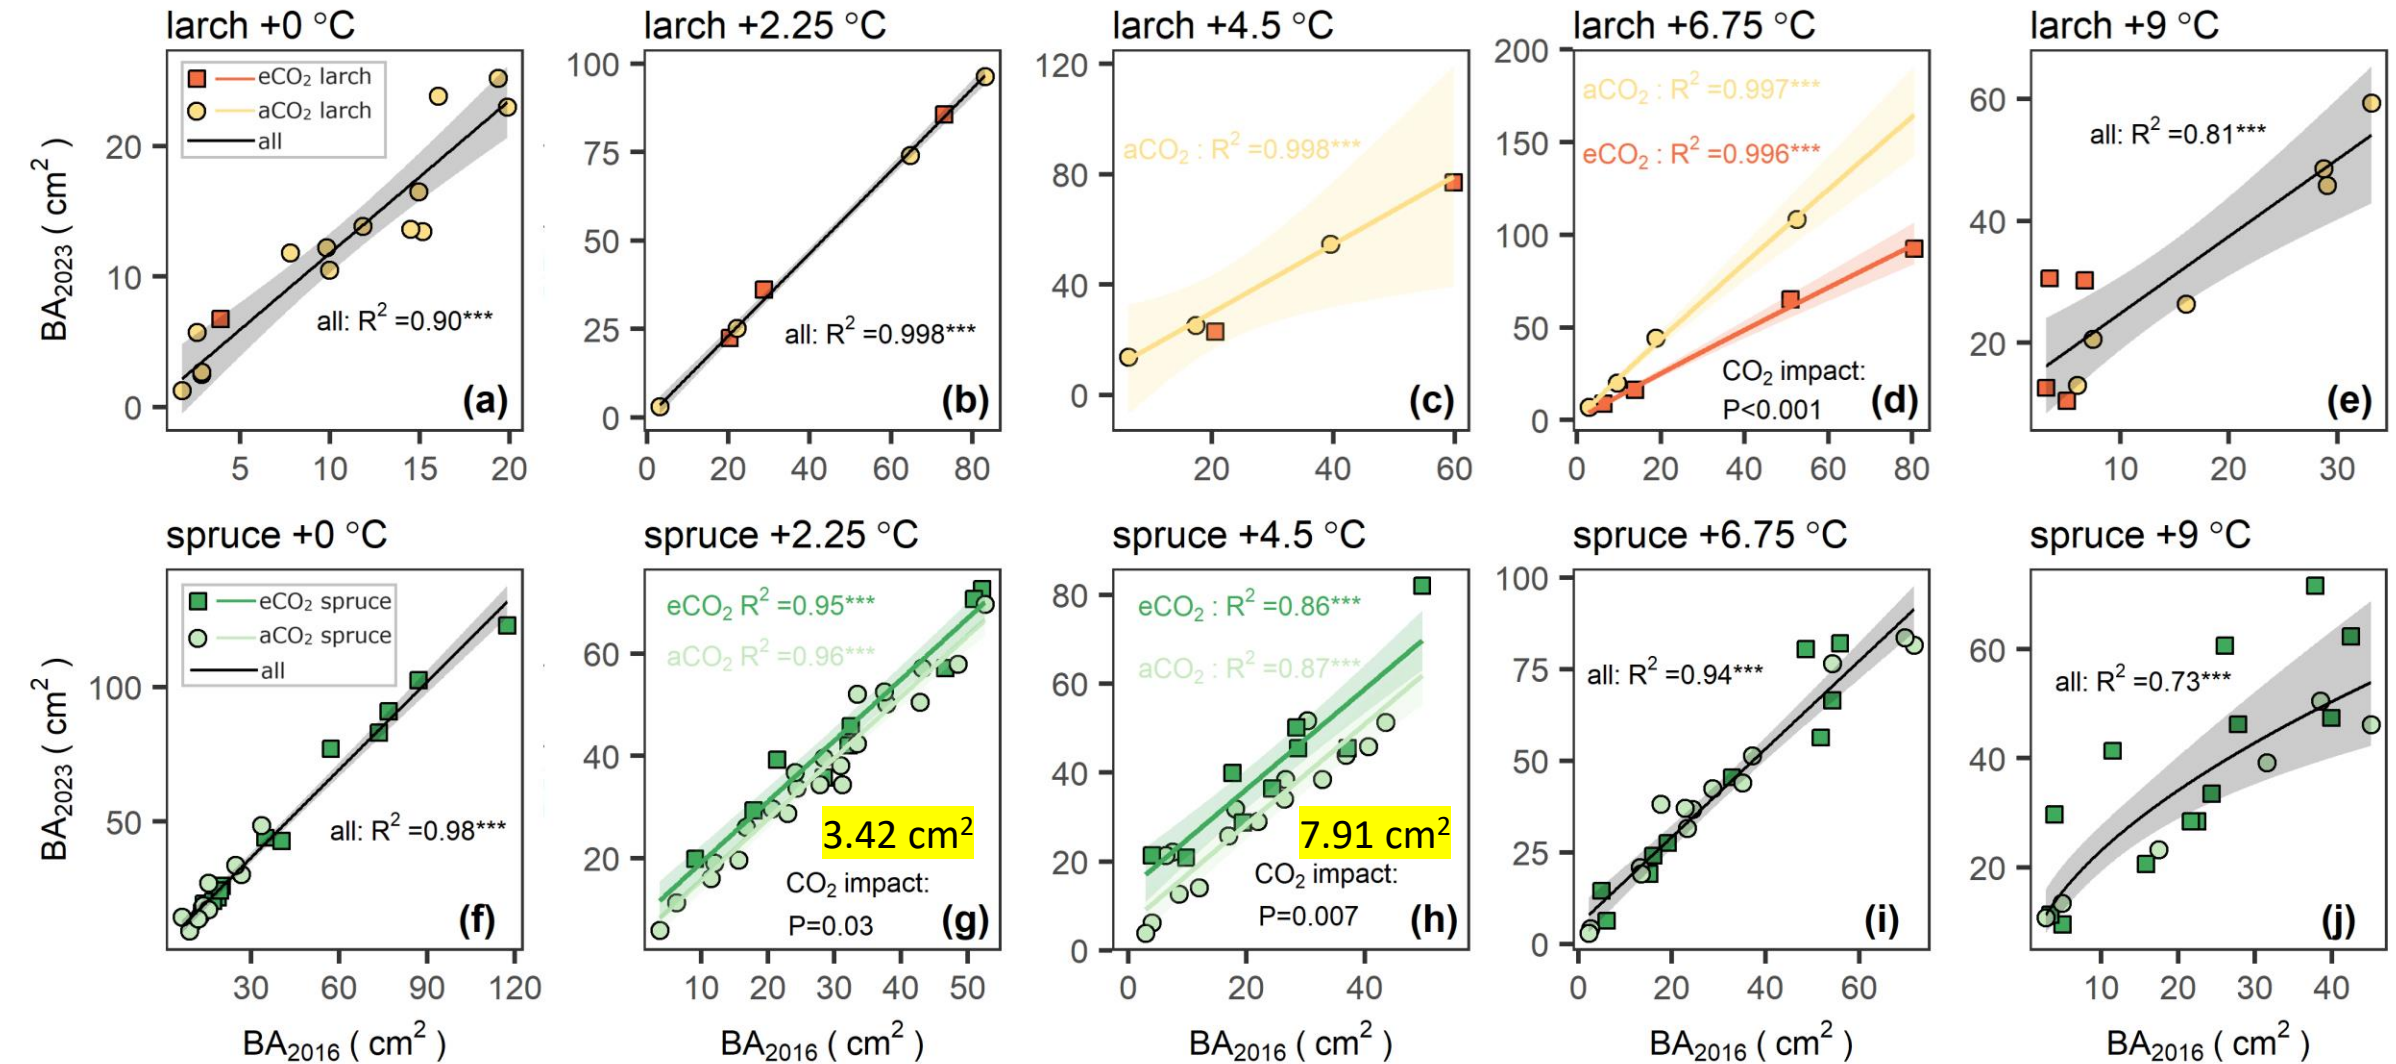 larch +0 °C
larch +2.25 °C
larch +4.5 °C
larch +6.75 °C
larch +9 °C
BA₂₀₂₃ ( cm² )
20
10
0
eCO₂ larch
aCO₂ larch
all
all: R² =0.90***
(a)
5 10 15 20
100
75
50
25
0
all: R² =0.998***
(b)
0 20 40 60 80
120
80
40
0
aCO₂ : R² =0.998***
(c)
20 40 60
200
150
100
50
0
aCO₂ : R² =0.997***
eCO₂ : R² =0.996***
CO₂ impact:
P<0.001
(d)
0 20 40 60 80
60
40
20
all: R² =0.81***
(e)
10 20 30
spruce +0 °C
spruce +2.25 °C
spruce +4.5 °C
spruce +6.75 °C
spruce +9 °C
BA₂₀₂₃ ( cm² )
100
50
eCO₂ spruce
aCO₂ spruce
all
all: R² =0.98***
(f)
30 60 90 120
BA₂₀₁₆ ( cm² )
60
40
20
eCO₂ R² =0.95***
aCO₂ R² =0.96***
3.42 cm²
CO₂ impact:
P=0.03
(g)
10 20 30 40 50
BA₂₀₁₆ ( cm² )
80
60
40
20
0
eCO₂ : R² =0.86***
aCO₂ : R² =0.87***
7.91 cm²
CO₂ impact:
P=0.007
(h)
0 20 40
BA₂₀₁₆ ( cm² )
100
75
50
25
0
all: R² =0.94***
(i)
0 20 40 60
BA₂₀₁₆ ( cm² )
60
40
20
all: R² =0.73***
(j)
10 20 30 40
BA₂₀₁₆ ( cm² )